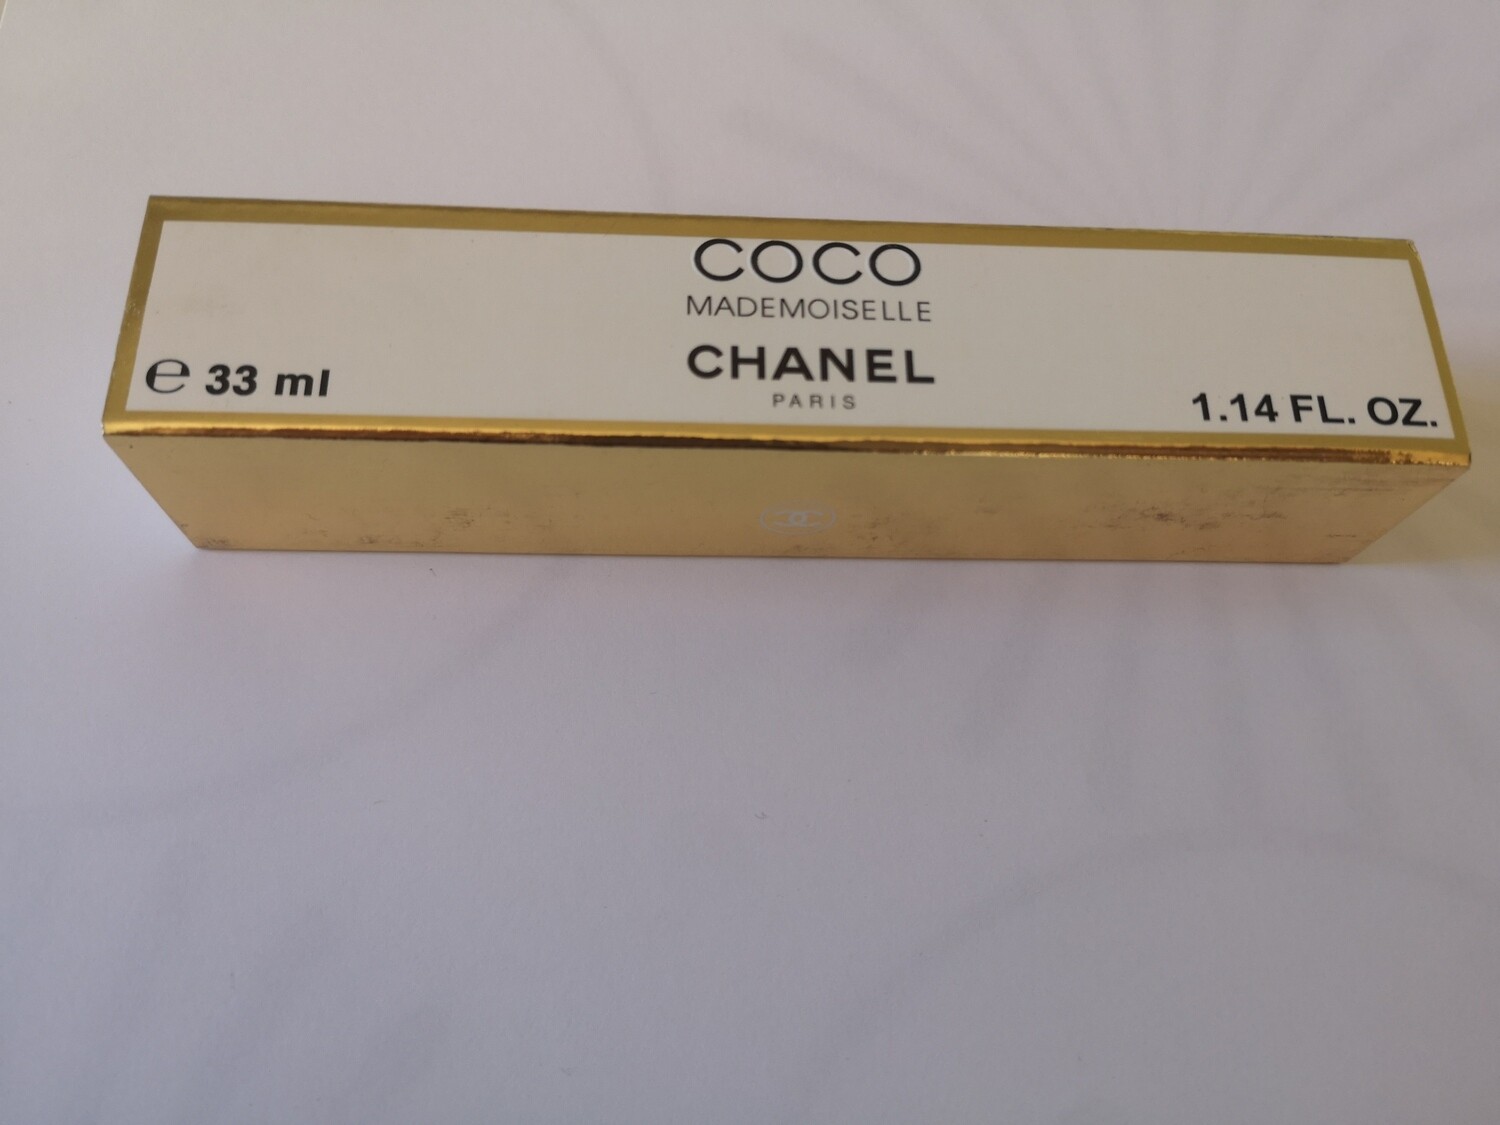 COCO
MADEMOISELLE
CHANEL
PARIS
℮ 33 ml
1.14 FL. OZ.